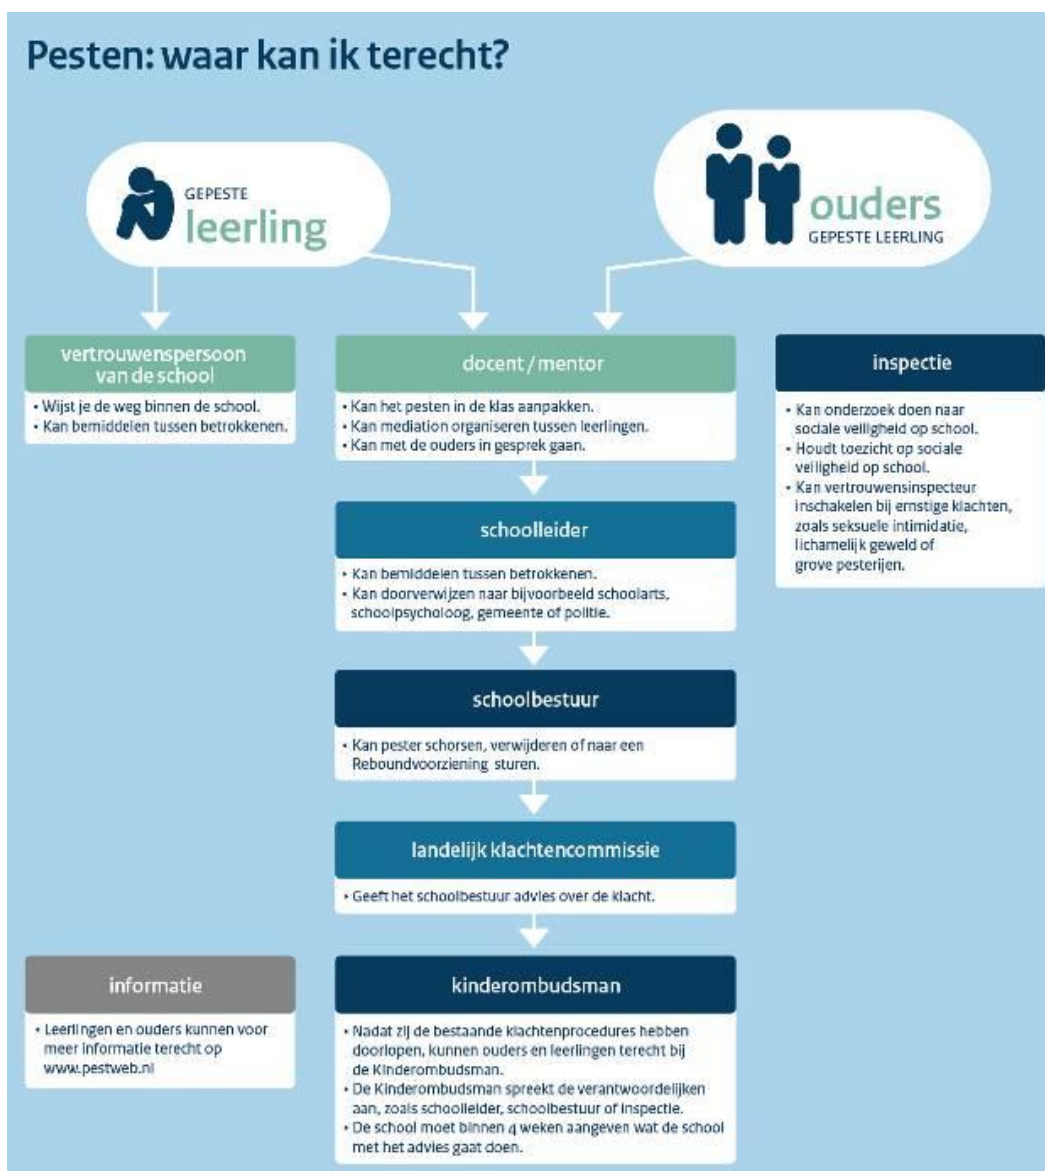 Pesten: waar kan ik terecht?
GEPESTE
leerling
ouders
GEPESTE LEERLING
vertrouwenspersoon
van de school
• Wijst je de weg binnen de school.
• Kan bemiddelen tussen betrokkenen.
docent / mentor
• Kan het pesten in de klas aanpakken.
• Kan mediation organiseren tussen leerlingen.
• Kan met de ouders in gesprek gaan.
inspectie
• Kan onderzoek doen naar
sociale veiligheid op school.
• Houdt toezicht op sociale
veiligheid op school.
• Kan vertrouwensinspecteur
inschakelen bij ernstige klachten,
zoals seksuele intimidatie,
lichamelijk geweld of
grove pesterijen.
schoolleider
• Kan bemiddelen tussen betrokkenen.
• Kan doorverwijzen naar bijvoorbeeld schoolarts,
schoolpsycholoog, gemeente of politie.
schoolbestuur
• Kan pester schorsen, verwijderen of naar een
Reboundvoorziening sturen.
landelijk klachtencommissie
• Geeft het schoolbestuur advies over de klacht.
informatie
• Leerlingen en ouders kunnen voor
meer informatie terecht op
www.pestweb.nl
kinderombudsman
• Nadat zij de bestaande klachtenprocedures hebben
doorlopen, kunnen ouders en leerlingen terecht bij
de Kinderombudsman.
• De Kinderombudsman spreekt de verantwoordelijken
aan, zoals schoolleider, schoolbestuur of inspectie.
• De school moet binnen 4 weken aangeven wat de school
met het advies gaat doen.